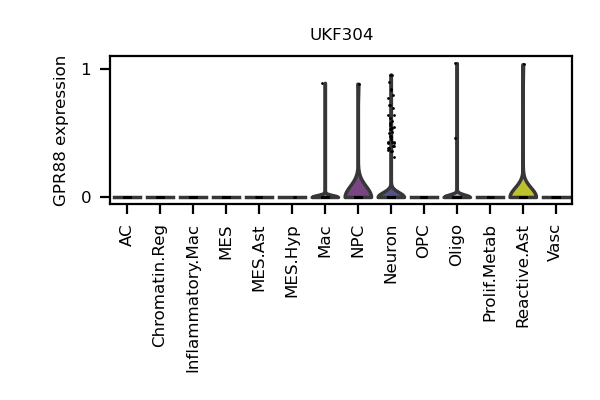 UKF304
GPR88 expression
1
0
AC
Chromatin.Reg
Inflammatory.Mac
MES
MES.Ast
MES.Hyp
Mac
NPC
Neuron
OPC
Oligo
Prolif.Metab
Reactive.Ast
Vasc